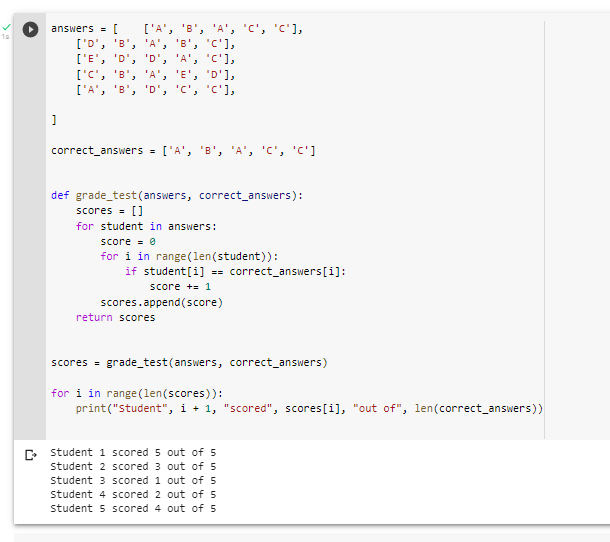 answers = [    ['A', 'B', 'A', 'C', 'C'],
    ['D', 'B', 'A', 'B', 'C'],
    ['E', 'D', 'D', 'A', 'C'],
    ['C', 'B', 'A', 'E', 'D'],
    ['A', 'B', 'D', 'C', 'C'],
]
correct_answers = ['A', 'B', 'A', 'C', 'C']
def grade_test(answers, correct_answers):
    scores = []
    for student in answers:
        score = 0
        for i in range(len(student)):
            if student[i] == correct_answers[i]:
                score += 1
        scores.append(score)
    return scores
scores = grade_test(answers, correct_answers)
for i in range(len(scores)):
    print("Student", i + 1, "scored", scores[i], "out of", len(correct_answers))
Student 1 scored 5 out of 5
Student 2 scored 3 out of 5
Student 3 scored 1 out of 5
Student 4 scored 2 out of 5
Student 5 scored 4 out of 5